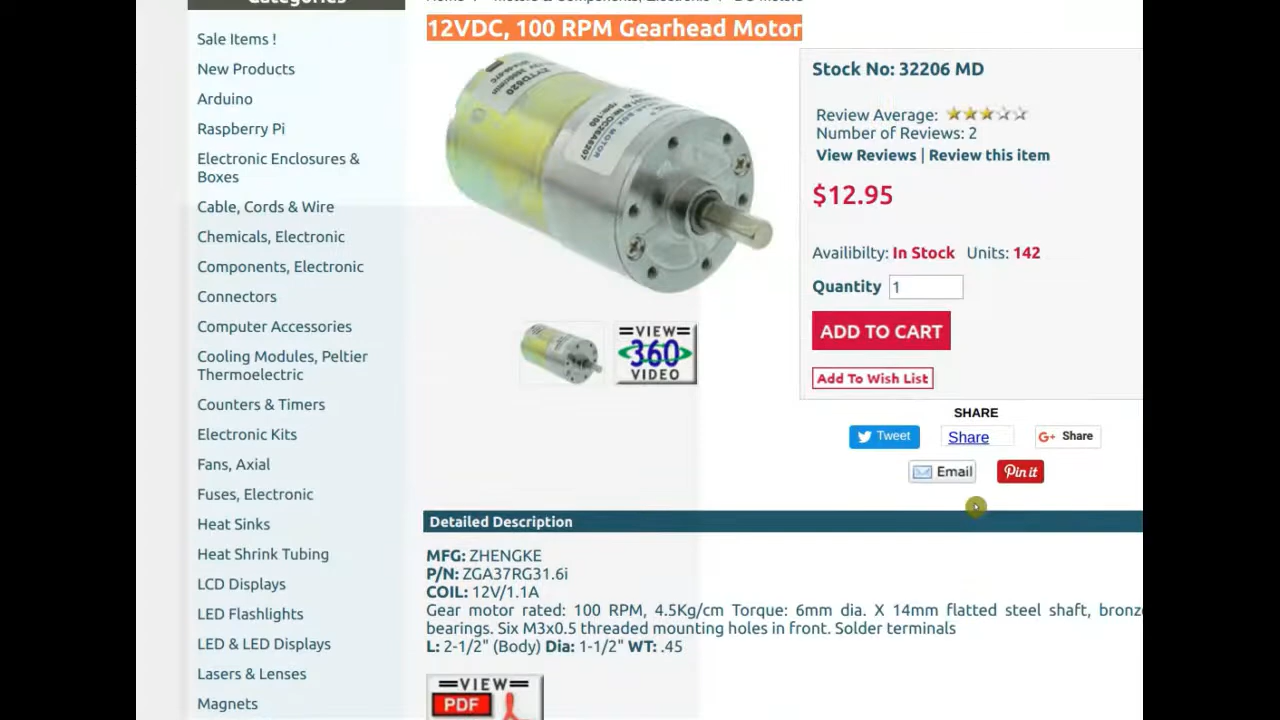 Categories
Sale Items !
New Products
Arduino
Raspberry Pi
Electronic Enclosures &
Boxes
Cable, Cords & Wire
Chemicals, Electronic
Components, Electronic
Connectors
Computer Accessories
Cooling Modules, Peltier
Thermoelectric
Counters & Timers
Electronic Kits
Fans, Axial
Fuses, Electronic
Heat Sinks
Heat Shrink Tubing
LCD Displays
LED Flashlights
LED & LED Displays
Lasers & Lenses
Magnets
12VDC, 100 RPM Gearhead Motor
ZYTD520
MOTOR
VIEW
360
VIDEO
Stock No: 32206 MD
Review Average:
Number of Reviews: 2
View Reviews | Review this item
$12.95
Availibilty: In Stock Units: 142
Quantity 1
ADD TO CART
Add To Wish List
SHARE
Tweet Share G+ Share
Email Pin it
Detailed Description
MFG: ZHENGKE
P/N: ZGA37RG31.6i
COIL: 12V/1.1A
Gear motor rated: 100 RPM, 4.5Kg/cm Torque: 6mm dia. X 14mm flatted steel shaft, bronze
bearings. Six M3x0.5 threaded mounting holes in front. Solder terminals
L: 2-1/2" (Body) Dia: 1-1/2" WT: .45
VIEW
PDF